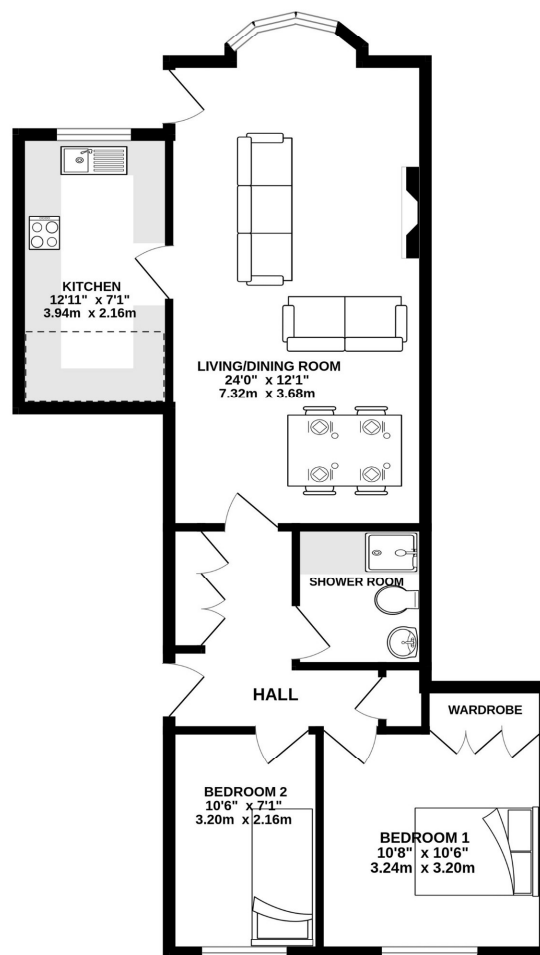 KITCHEN
12'11" x 7'1"
3.94m x 2.16m
LIVING/DINING ROOM
24'0" x 12'1"
7.32m x 3.68m
SHOWER ROOM
HALL
WARDROBE
BEDROOM 2
10'6" x 7'1"
3.20m x 2.16m
BEDROOM 1
10'8" x 10'6"
3.24m x 3.20m